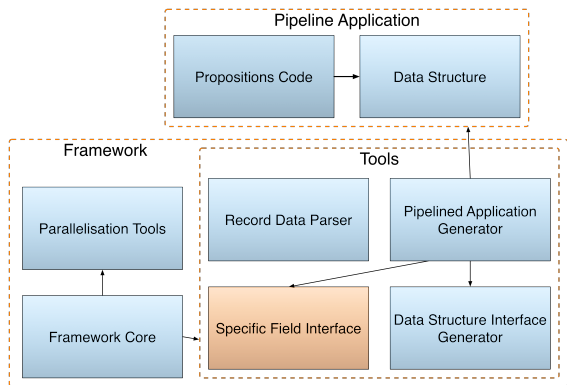 Pipeline Application
Propositions Code
Data Structure
Framework
Tools
Parallelisation Tools
Record Data Parser
Pipelined Application
Generator
Framework Core
Specific Field Interface
Data Structure Interface
Generator